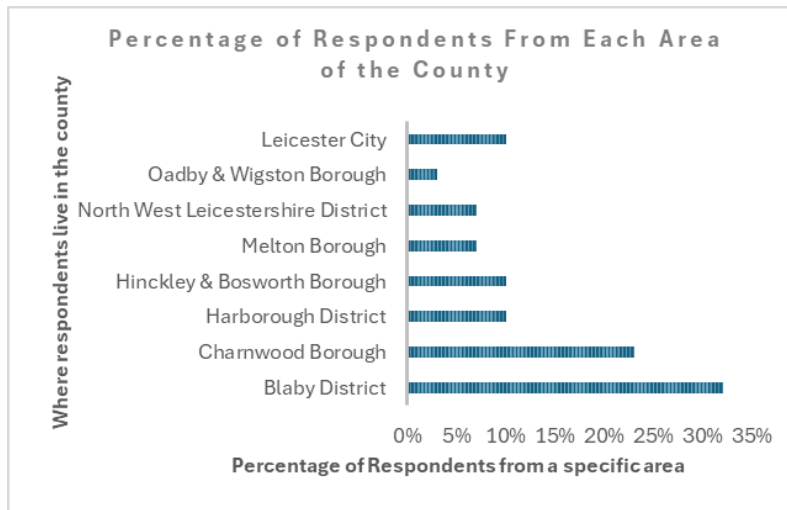 Percentage of Respondents From Each Area
of the County
Where respondents live in the county
Leicester City
Oadby & Wigston Borough
North West Leicestershire District
Melton Borough
Hinckley & Bosworth Borough
Harborough District
Charnwood Borough
Blaby District
0% 5% 10% 15% 20% 25% 30% 35%
Percentage of Respondents from a specific area